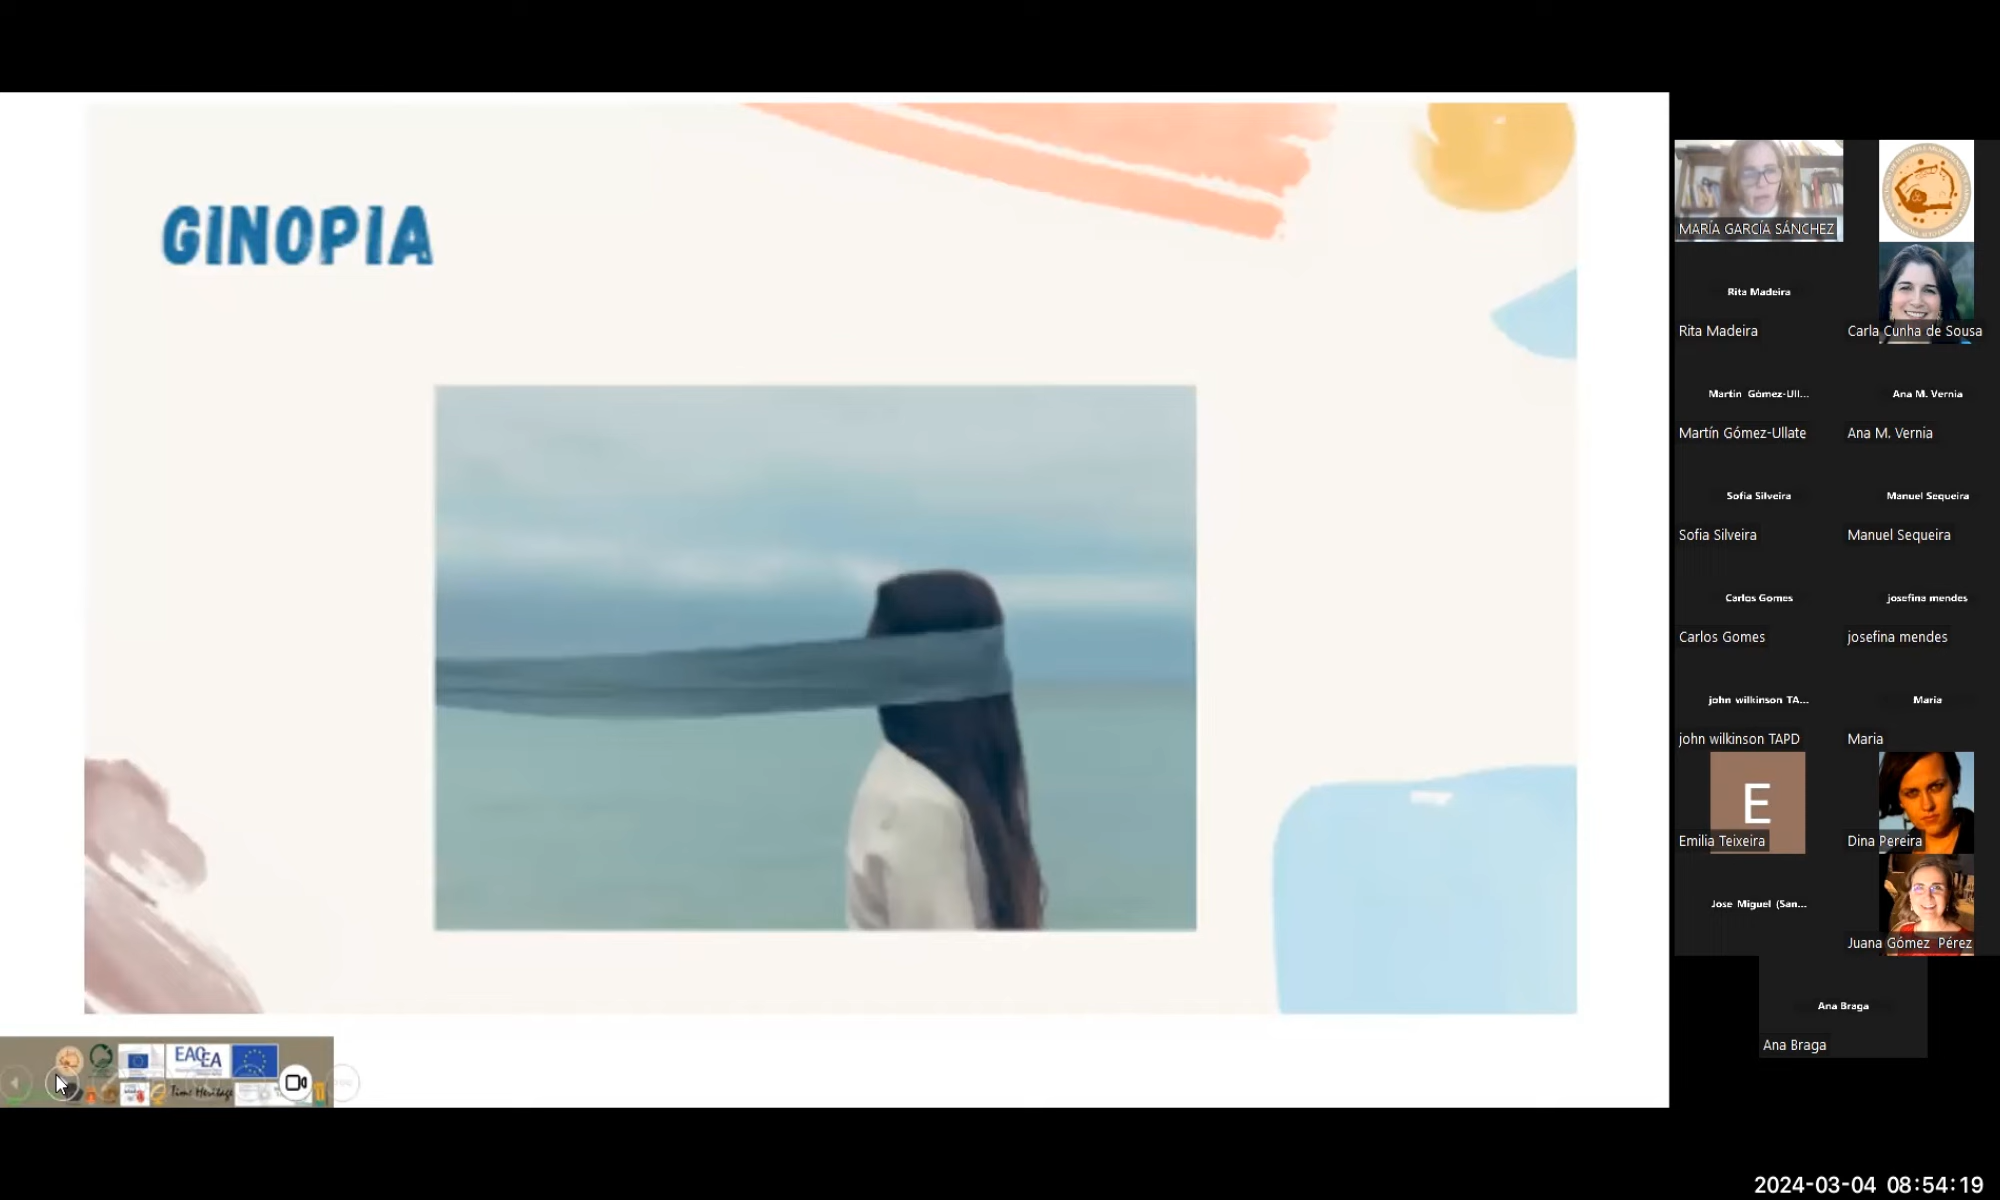 GINOPIA
MARÍA GARCÍA SÁNCHEZ
Rita Madeira
Rita Madeira
Carla Cunha de Sousa
Martín Gómez-Ull...
Ana M. Vernia
Martín Gómez-Ullate
Ana M. Vernia
Sofia Silveira
Manuel Sequeira
Sofia Silveira
Manuel Sequeira
Carlos Gomes
josefina mendes
Carlos Gomes
josefina mendes
john wilkinson TA...
Maria
john wilkinson TAPD
Maria
E
Emilia Teixeira
Dina Pereira
Jose Miguel (San...
Juana Gómez Pérez
Ana Braga
Ana Braga
EACEA
Time Heritage
2024-03-04 08:54:19